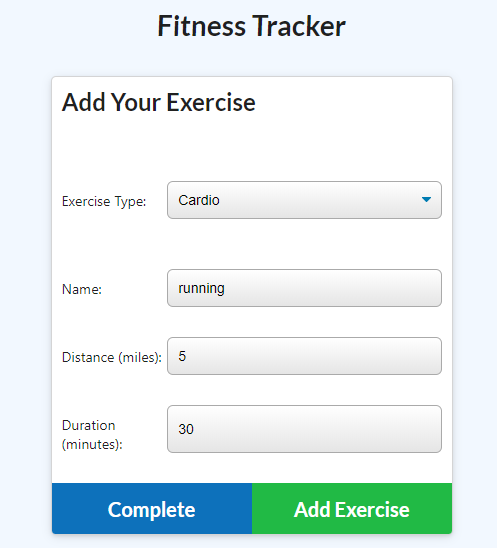 Fitness Tracker
Add Your Exercise
Exercise Type: Cardio
Name: running
Distance (miles): 5
Duration
(minutes): 30
Complete Add Exercise